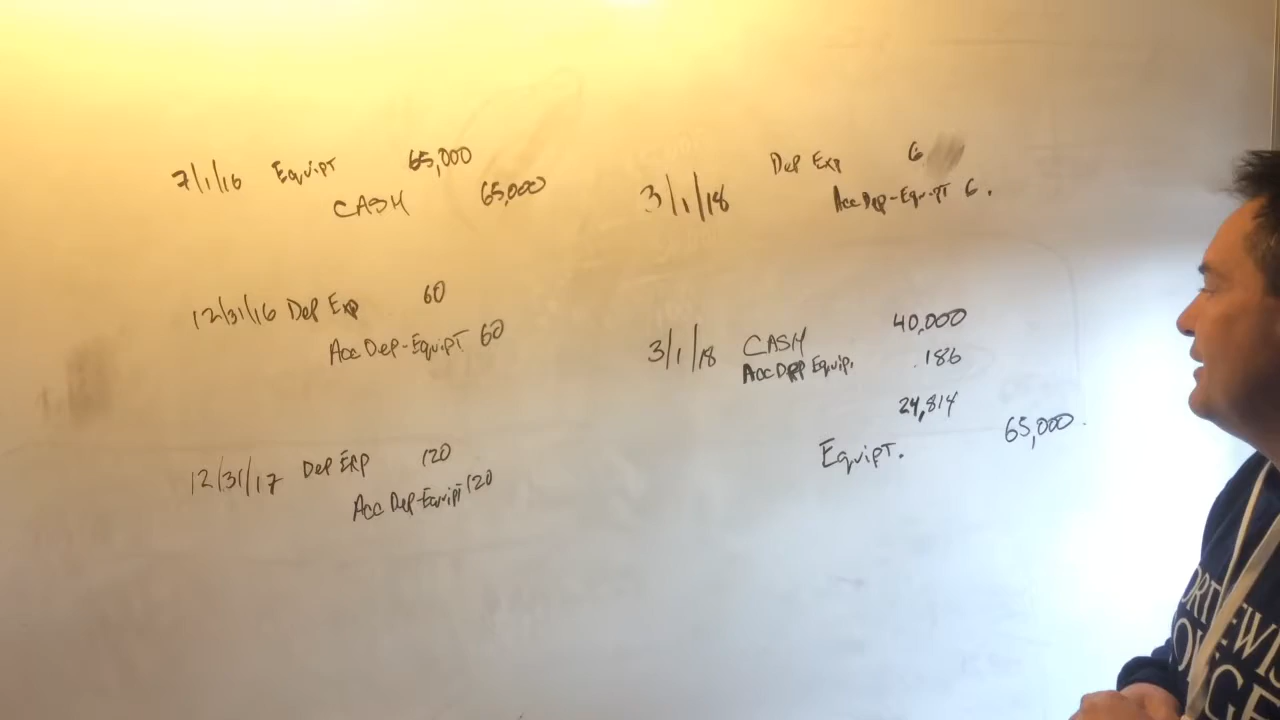 7/1/16 Equipt 65,000
CASH 65,000
12/31/16 Dep Exp 60
Acc Dep-Equipt 60
12/31/17 Dep Exp 120
Acc Dep-Equipt 120
Dep Exp 6
3/1/18 Acc Dep-Equipt 6.
3/1/18 CASH 40,000
Acc Dep Equip. 186
24,814
Equipt. 65,000.